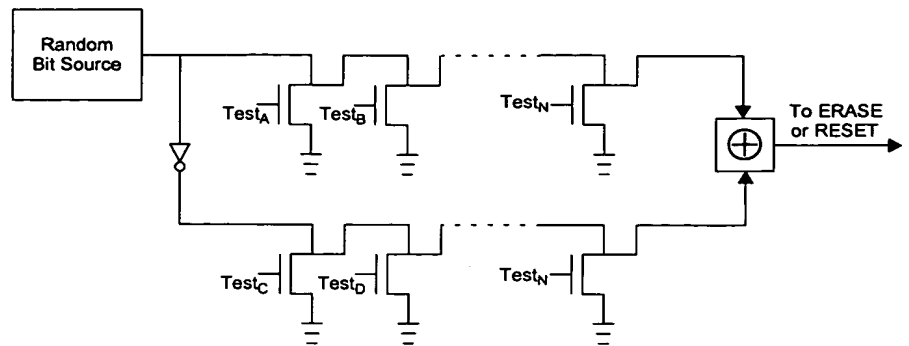 Random
Bit Source
TestA
TestB
TestN
To ERASE
or RESET
TestC
TestD
TestN